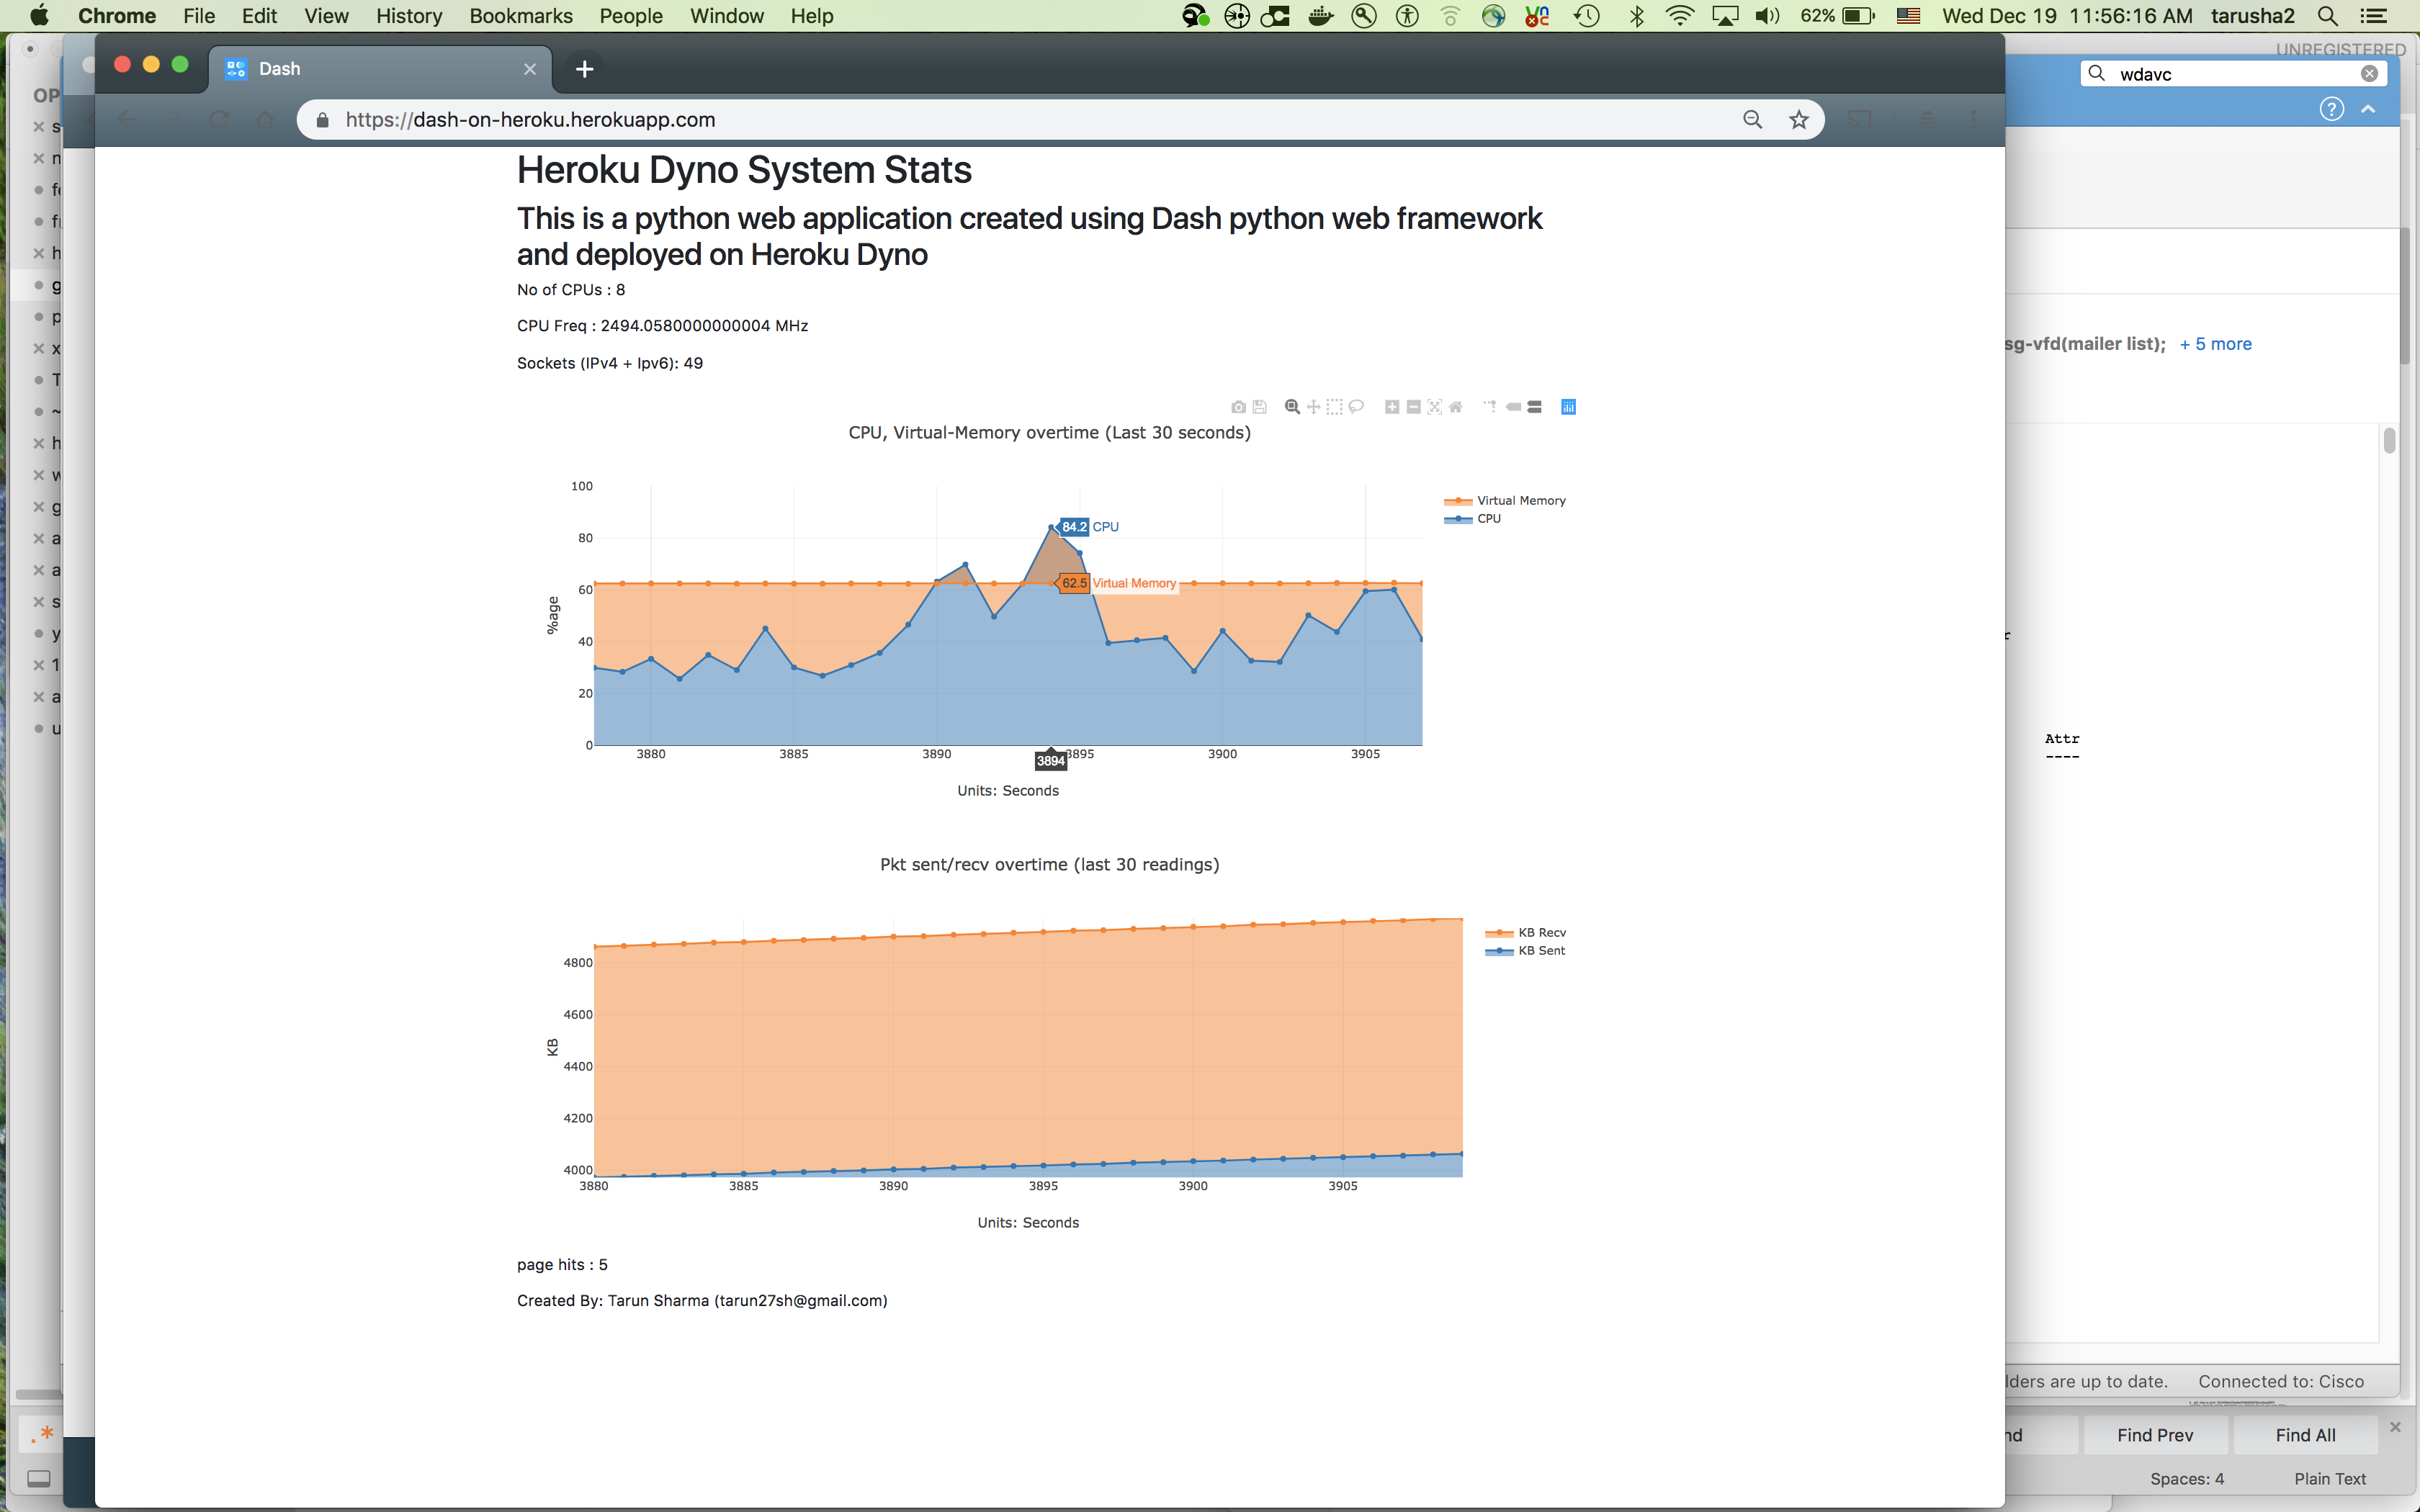 Chrome File Edit View History Bookmarks People Window Help 62% Wed Dec 19 11:56:16 AM tarusha2
UNREGISTERED
Dash
wdavc
OP
https://dash-on-heroku.herokuapp.com
Heroku Dyno System Stats
This is a python web application created using Dash python web framework
and deployed on Heroku Dyno
No of CPUs : 8
CPU Freq : 2494.0580000000004 MHz
sg-vfd(mailer list); + 5 more
Sockets (IPv4 + Ipv6): 49
CPU, Virtual-Memory overtime (Last 30 seconds)
100
80
60
40
20
0
%age
84.2 CPU
62.5 Virtual Memory
Virtual Memory
CPU
3880 3885 3890 3895 3900 3905
3894
Units: Seconds
Attr
----
Pkt sent/recv overtime (last 30 readings)
4800
4600
4400
4200
4000
KB
KB Recv
KB Sent
3880 3885 3890 3895 3900 3905
Units: Seconds
page hits : 5
Created By: Tarun Sharma (tarun27sh@gmail.com)
lders are up to date. Connected to: Cisco
.*
nd Find Prev Find All
Spaces: 4 Plain Text